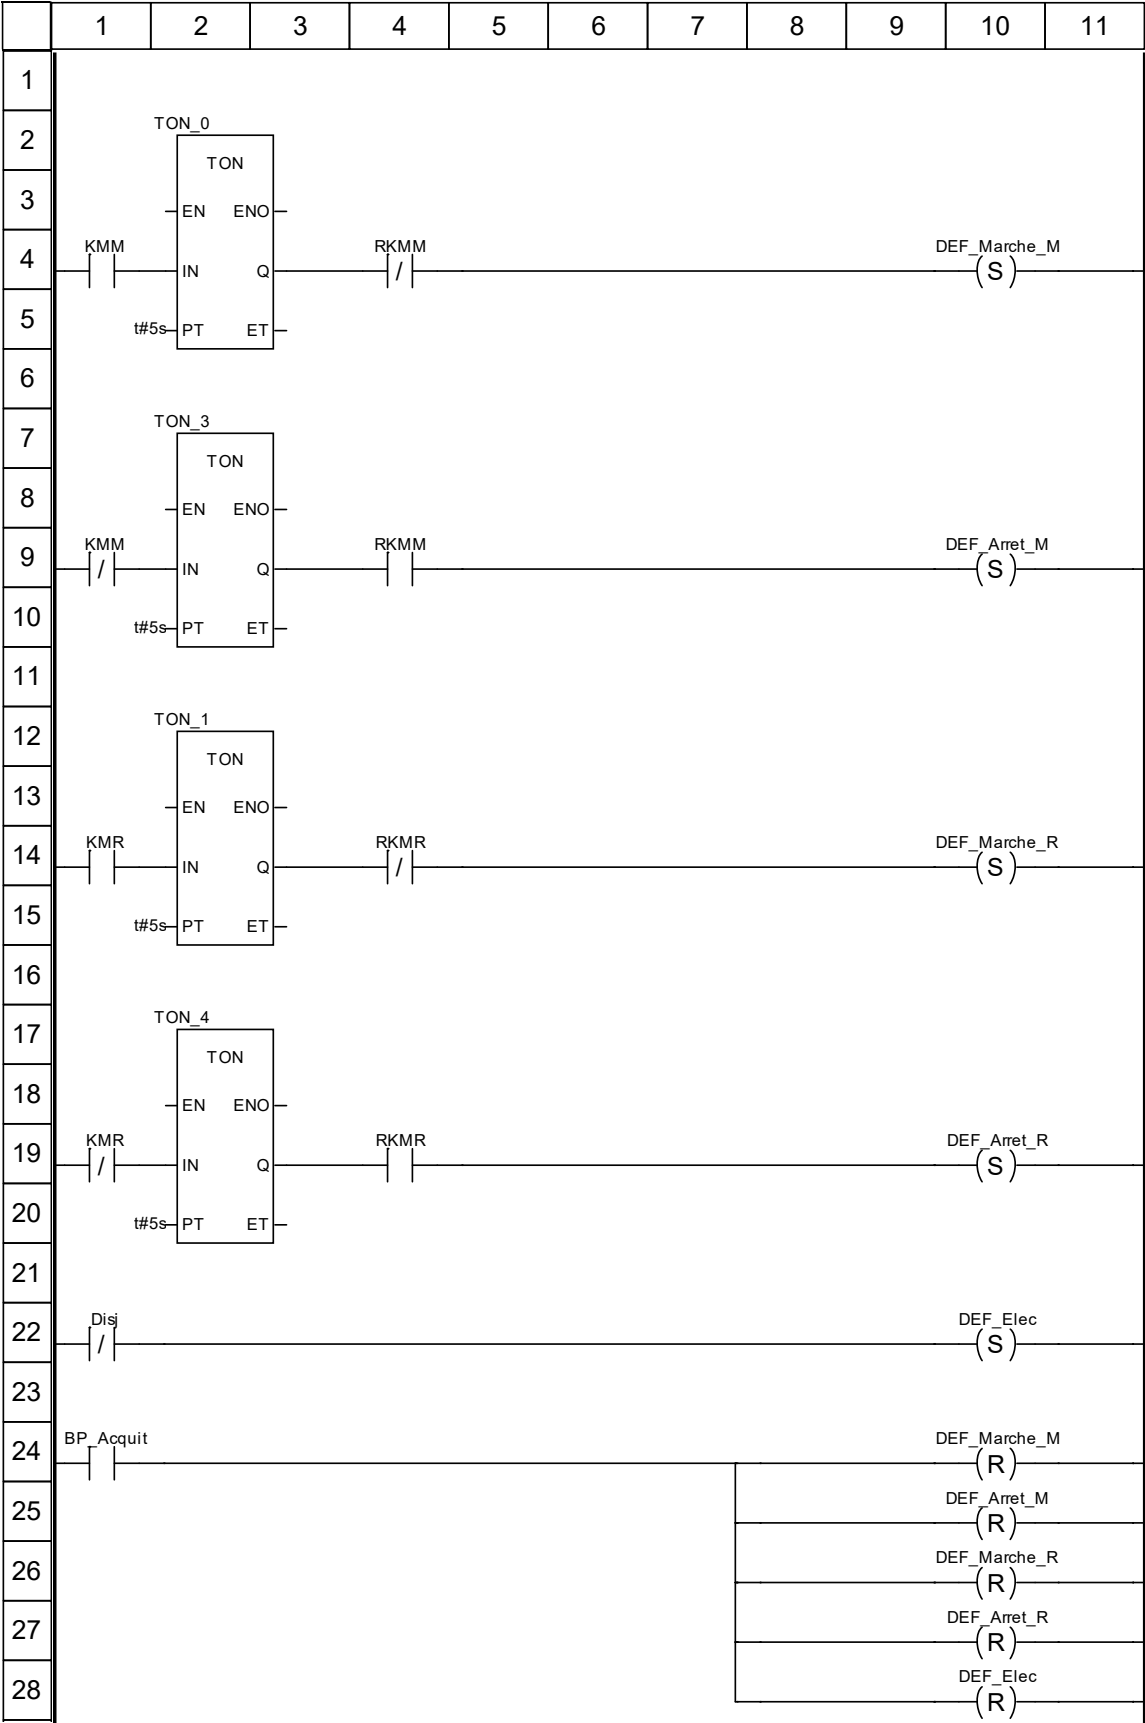 1 2 3 4 5 6 7 8 9 10 11
1
TON_0
2
TON
3
EN ENO
KMM RKMM DEF_Marche_M
4
IN Q / S
5
t#5s PT ET
6
TON_3
7
TON
8
EN ENO
KMM RKMM DEF_Arret_M
9
/ IN Q S
10
t#5s PT ET
11
TON_1
12
TON
13
EN ENO
KMR RKMR DEF_Marche_R
14
IN Q / S
15
t#5s PT ET
16
TON_4
17
TON
18
EN ENO
KMR RKMR DEF_Arret_R
19
/ IN Q S
20
t#5s PT ET
21
Disj DEF_Elec
22
/ S
23
BP_Acquit DEF_Marche_M
24
R
DEF_Arret_M
25
R
DEF_Marche_R
26
R
DEF_Arret_R
27
R
DEF_Elec
28
R